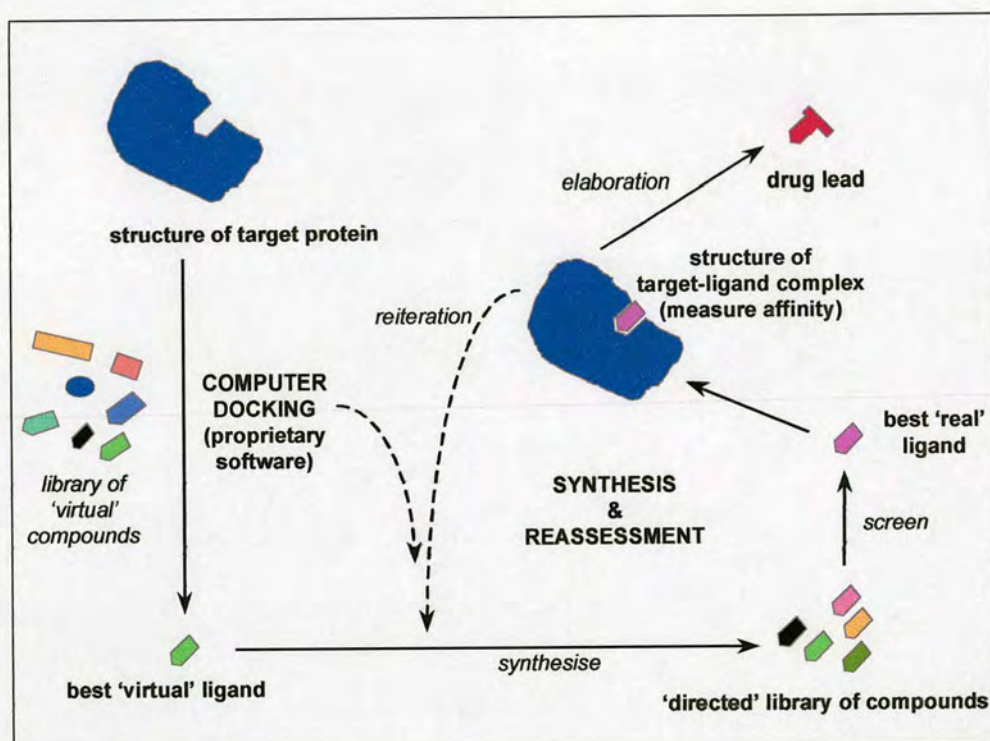 structure of target protein
library of
'virtual'
compounds
COMPUTER
DOCKING
(proprietary
software)
best 'virtual' ligand
reiteration
elaboration
drug lead
structure of
target-ligand complex
(measure affinity)
best 'real'
ligand
SYNTHESIS
&
REASSESSMENT
screen
synthesise
'directed' library of compounds